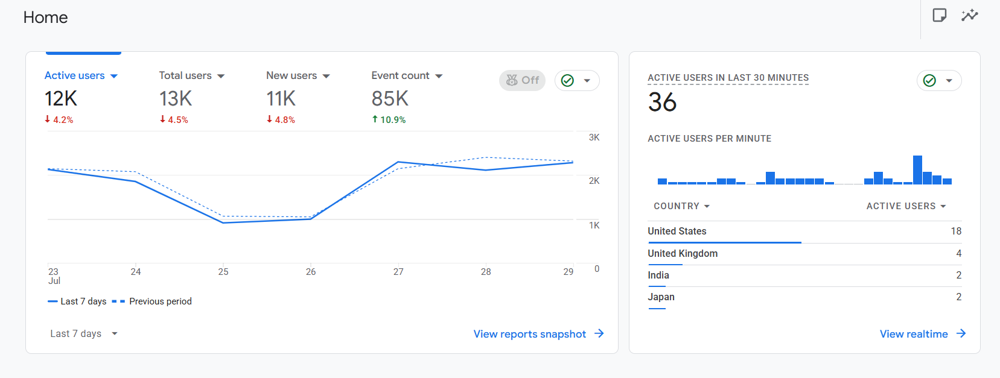 Home
Active users
Total users
New users
Event count
Off
12K
13K
11K
85K
4.2%
4.5%
4.8%
10.9%
3K
2K
1K
0
23
Jul
24
25
26
27
28
29
Last 7 days
Previous period
Last 7 days
View reports snapshot
ACTIVE USERS IN LAST 30 MINUTES
36
ACTIVE USERS PER MINUTE
COUNTRY
ACTIVE USERS
United States
18
United Kingdom
4
India
2
Japan
2
View realtime